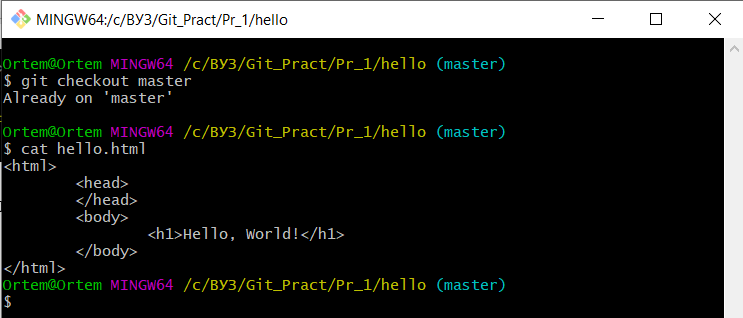 MINGW64:/c/ВУЗ/Git_Pract/Pr_1/hello
Ortem@Ortem MINGW64 /c/ВУЗ/Git_Pract/Pr_1/hello (master)
$ git checkout master
Already on 'master'
Ortem@Ortem MINGW64 /c/ВУЗ/Git_Pract/Pr_1/hello (master)
$ cat hello.html
<html>
        <head>
        </head>
        <body>
                <h1>Hello, World!</h1>
        </body>
</html>
Ortem@Ortem MINGW64 /c/ВУЗ/Git_Pract/Pr_1/hello (master)
$